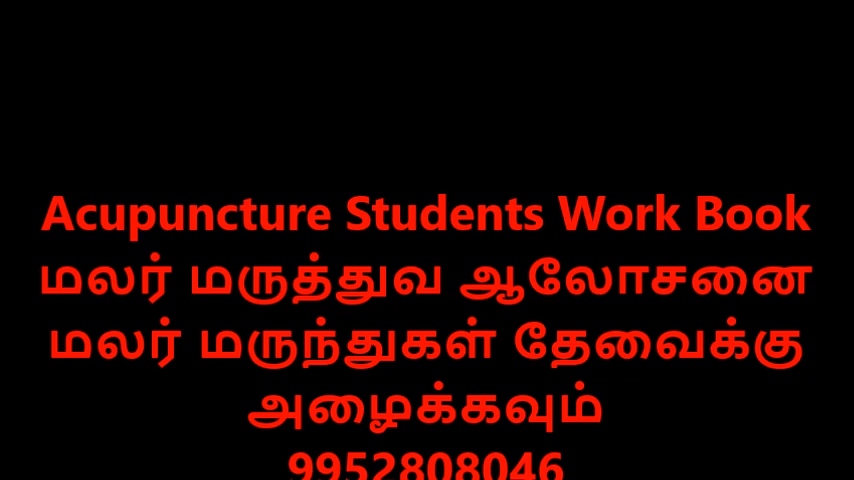 Acupuncture Students Work Book
மலர் மருத்துவ ஆலோசனை
மலர் மருந்துகள் தேவைக்கு
அழைக்கவும்
9952808046